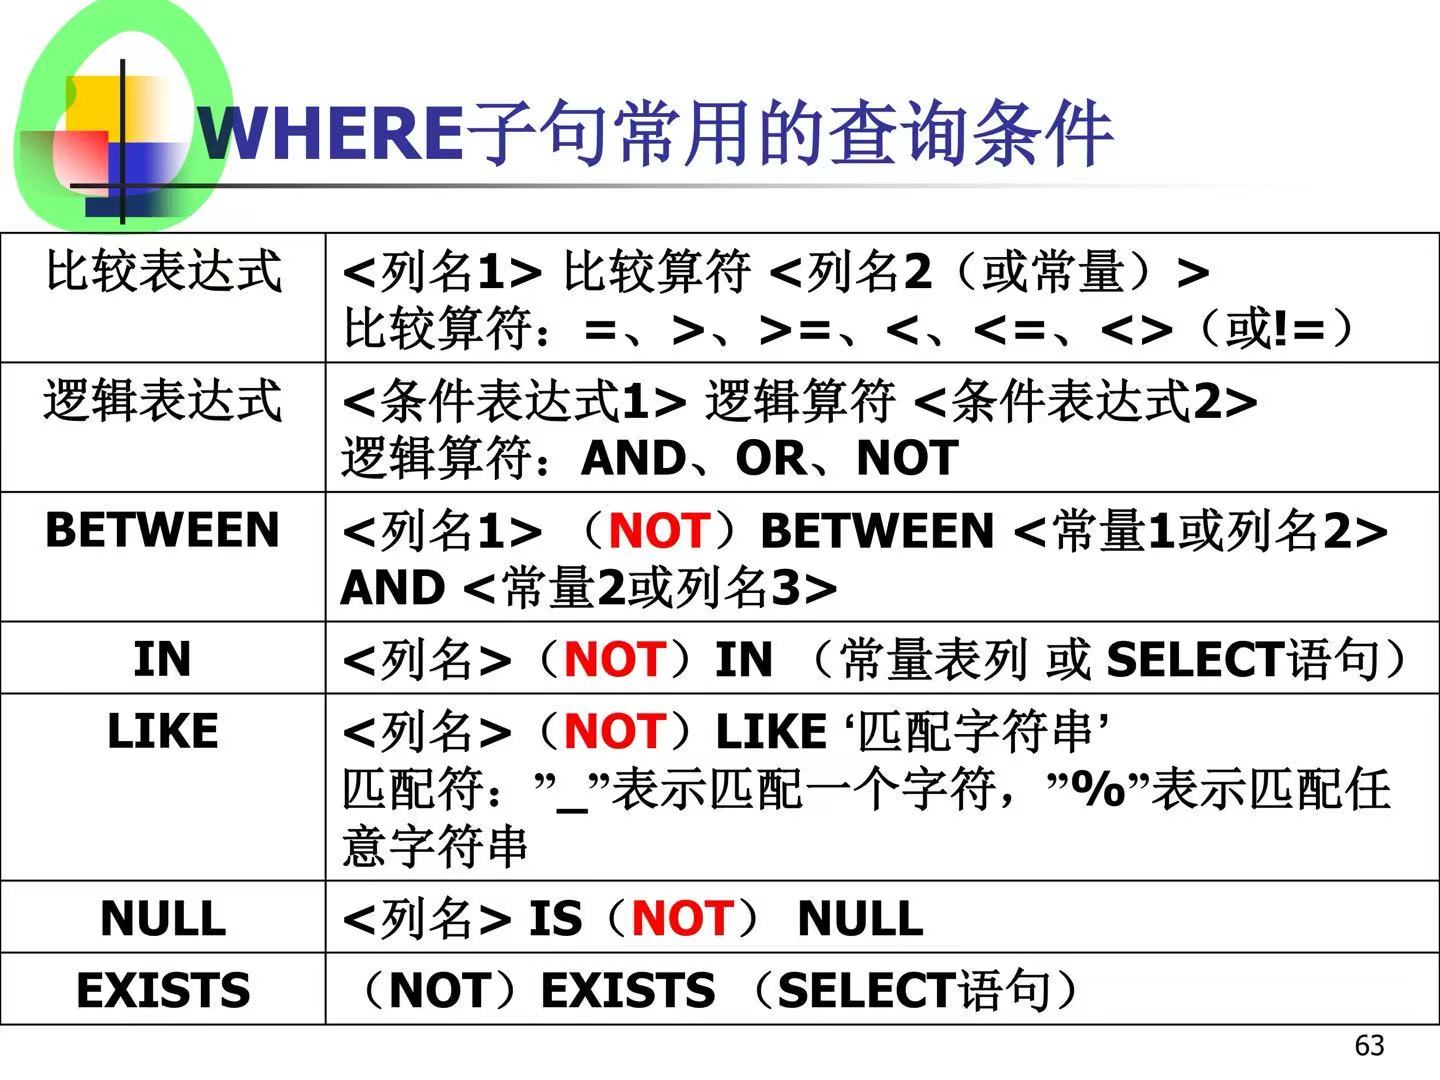 WHERE子句常用的查询条件
比较表达式
<列名1> 比较算符 <列名2（或常量）>
比较算符：=、>、>=、<、<=、<>（或!=）
逻辑表达式
<条件表达式1> 逻辑算符 <条件表达式2>
逻辑算符：AND、OR、NOT
BETWEEN
<列名1> （NOT）BETWEEN <常量1或列名2>
AND <常量2或列名3>
IN
<列名>（NOT）IN （常量表列 或 SELECT语句）
LIKE
<列名>（NOT）LIKE ‘匹配字符串’
匹配符：”_”表示匹配一个字符，”%”表示匹配任
意字符串
NULL
<列名> IS（NOT） NULL
EXISTS
（NOT）EXISTS （SELECT语句）
63